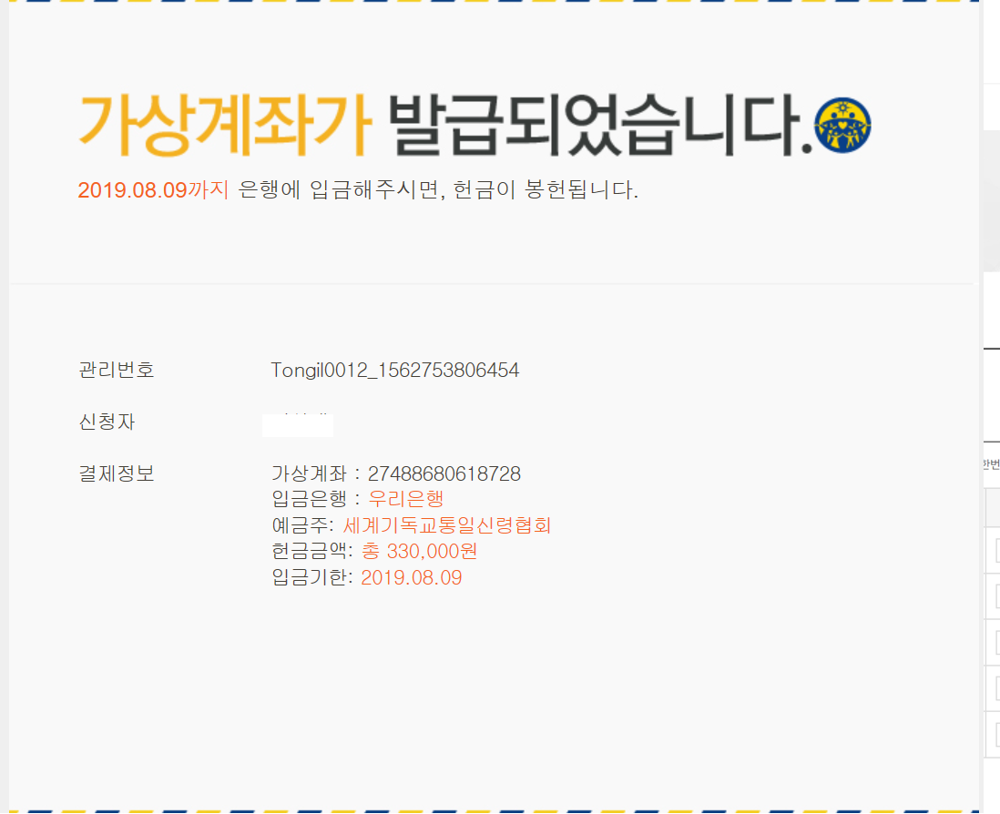 가상계좌가 발급되었습니다.
2019.08.09까지 은행에 입금해주시면, 헌금이 봉헌됩니다.
관리번호 Tongil0012_1562753806454
신청자
결제정보 가상계좌 : 27488680618728
입금은행 : 우리은행
예금주: 세계기독교통일신령협회
헌금금액: 총 330,000원
입금기한: 2019.08.09
한번